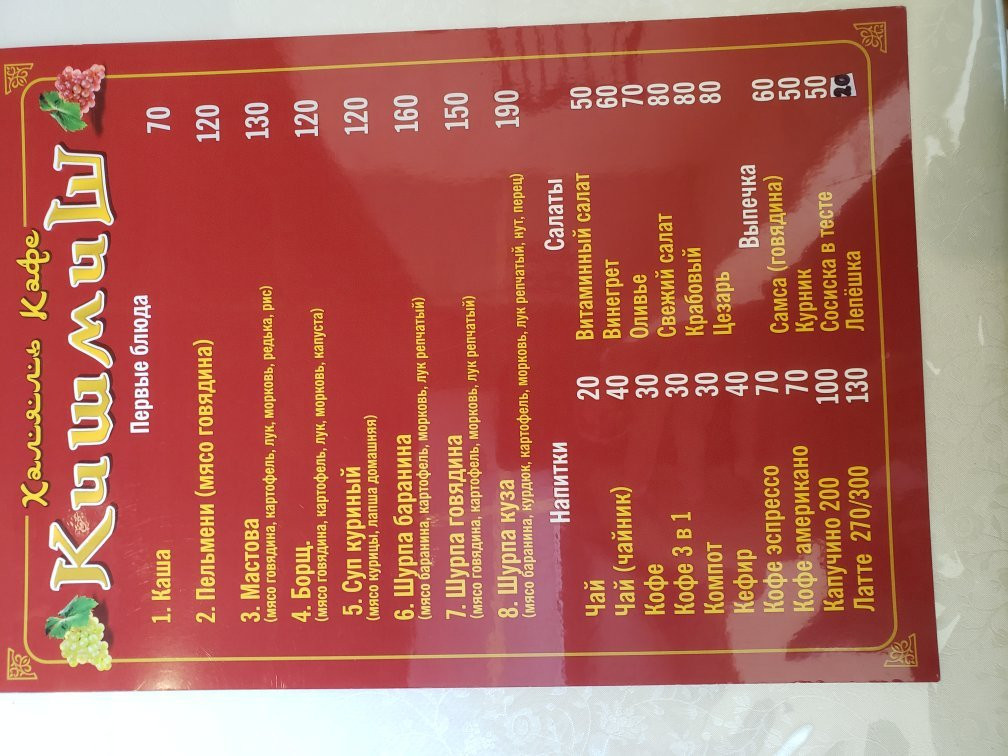 Халяль Кафе
КишмиШ
Первые блюда
1. Каша 70
2. Пельмени (мясо говядина) 120
3. Мастова 130
(мясо говядина, картофель, лук, морковь, редька, рис)
4. Борщ. 120
(мясо говядина, картофель, лук, морковь, капуста)
5. Суп куриный 120
(мясо курицы, лапша домашняя)
6. Шурпа баранина 160
(мясо баранина, картофель, морковь, лук репчатый)
7. Шурпа говядина 150
(мясо говядина, картофель, морковь, лук репчатый)
8. Шурпа куза 190
(мясо баранина, курдюк, картофель, морковь, лук репчатый, нут, перец)
Напитки
Чай 20
Чай (чайник) 40
Кофе 30
Кофе 3 в 1 30
Компот 30
Кефир 40
Кофе эспрессо 70
Кофе американо 70
Капучино 200 100
Латте 270/300 130
Салаты
Витаминный салат 50
Винегрет 60
Оливье 70
Свежий салат 80
Крабовый 80
Цезарь 80
Выпечка
Самса (говядина) 60
Курник 50
Сосиска в тесте 50
Лепёшка 20